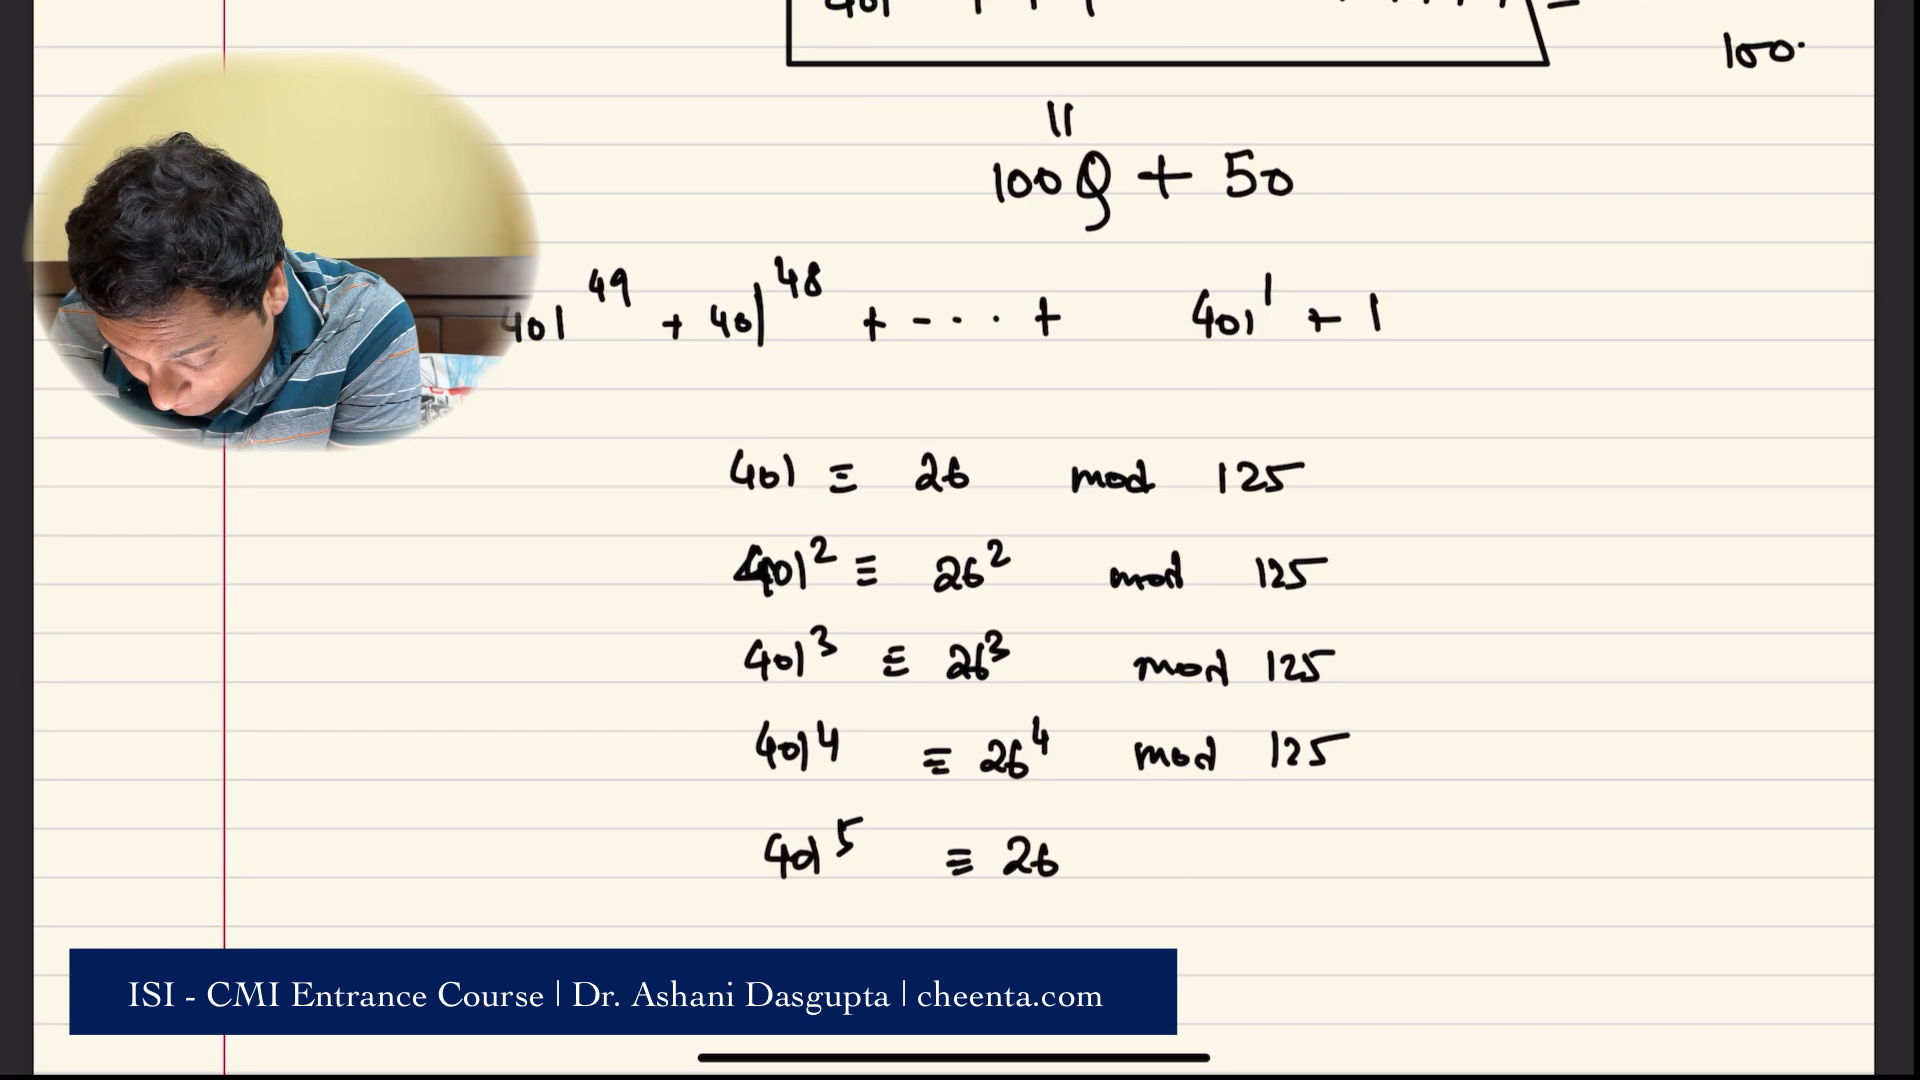 401
100.
11
100 Q + 50
401^49 + 401^48 + - . . . + 401^1 + 1
401 ≡ 26 mod 125
401^2 ≡ 26^2 mod 125
401^3 ≡ 26^3 mod 125
401^4 ≡ 26^4 mod 125
401^5 ≡ 26
ISI - CMI Entrance Course | Dr. Ashani Dasgupta | cheenta.com